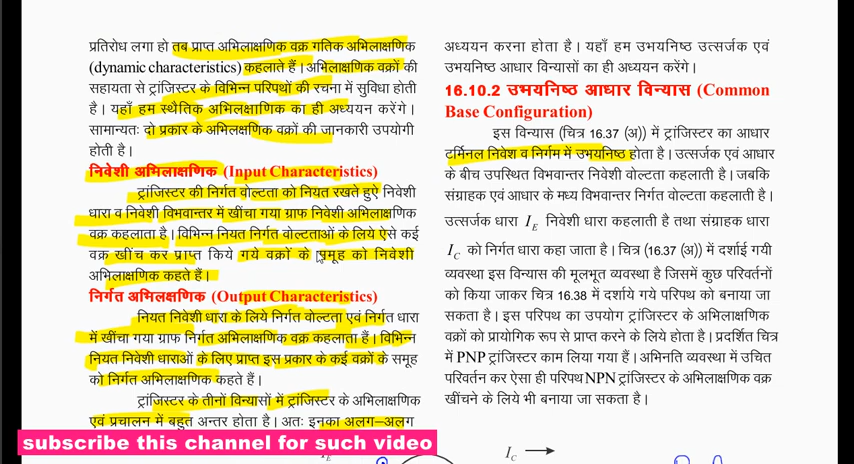 प्रतिरोध लगा हो तब प्राप्त अभिलाक्षणिक वक्र गतिक अभिलाक्षणिक
(dynamic characteristics) कहलाते हैं। अभिलाक्षणिक वक्रों की
सहायता से ट्रांजिस्टर के विभिन्न परिपथों की रचना में सुविधा होती
है। यहाँ हम स्थैतिक अभिलक्षाणिक का ही अध्ययन करेंगे।
सामान्यतः दो प्रकार के अभिलक्षणिक वक्रों की जानकारी उपयोगी
होती है।
निवेशी अमिलाक्षणिक (Input Characteristics)
ट्रांजिस्टर की निर्गत वोल्टता को नियत रखते हुऐ निवेशी
धारा व निवेशी विभवान्तर में खींचा गया ग्राफ निवेशी अभिलाक्षणिक
वक्र कहलाता है। विभिन्न नियत निर्गत वोल्टताओं के लिये ऐसे कई
वक्र खींच कर प्राप्त किये गये वक्रों के समूह को निवेशी
अभिलाक्षणिक कहते हैं।
निर्गत अमिलक्षणिक (Output Characteristics)
नियत निवेशी धारा के लिये निर्गत वोल्टता एवं निर्गत धारा
में खींचा गया ग्राफ निर्गत अभिलाक्षणिक वक्र कहलाता हैं। विभिन्न
नियत निवेशी धाराओं के लिए प्राप्त इस प्रकार के कई वक्रों के समूह
को निर्गत अभिलाक्षणिक कहते हैं।
ट्रांजिस्टर के तीनों विन्यासों में ट्रांजिस्टर के अभिलाक्षणिक
एवं प्रचालन में बहुत अन्तर होता है। अतः इनका अलग–अलग
subscribe this channel for such video
अध्ययन करना होता है। यहाँ हम उभयनिष्ठ उत्सर्जक एवं
उभयनिष्ठ आधार विन्यासों का ही अध्ययन करेंगे।
16.10.2 उभयनिष्ठ आधार विन्यास (Common
Base Configuration)
इस विन्यास (चित्र 16.37 (अ)) में ट्रांजिस्टर का आधार
टर्मिनल निवेश व निर्गम में उभयनिष्ठ होता है। उत्सर्जक एवं आधार
के बीच उपस्थित विभवान्तर निवेशी वोल्टता कहलाती है। जबकि
संग्राहक एवं आधार के मध्य विभवान्तर निर्गत वोल्टता कहलाती है।
उत्सर्जक धारा I_E निवेशी धारा कहलाती है तथा संग्राहक धारा
I_C को निर्गत धारा कहा जाता है। चित्र (16.37 (अ)) में दर्शाई गयी
व्यवस्था इस विन्यास की मूलभूत व्यवस्था है जिसमें कुछ परिवर्तनों
को किया जाकर चित्र 16.38 में दर्शाये गये परिपथ को बनाया जा
सकता है। इस परिपथ का उपयोग ट्रांजिस्टर के अभिलाक्षणिक
वक्रों को प्रायोगिक रूप से प्राप्त करने के लिये होता है। प्रदर्शित चित्र
में PNP ट्रांजिस्टर काम लिया गया हैं। अभिनति व्यवस्था में उचित
परिवर्तन कर ऐसा ही परिपथ NPN ट्रांजिस्टर के अभिलाक्षणिक वक्र
खींचने के लिये भी बनाया जा सकता है।
I_C